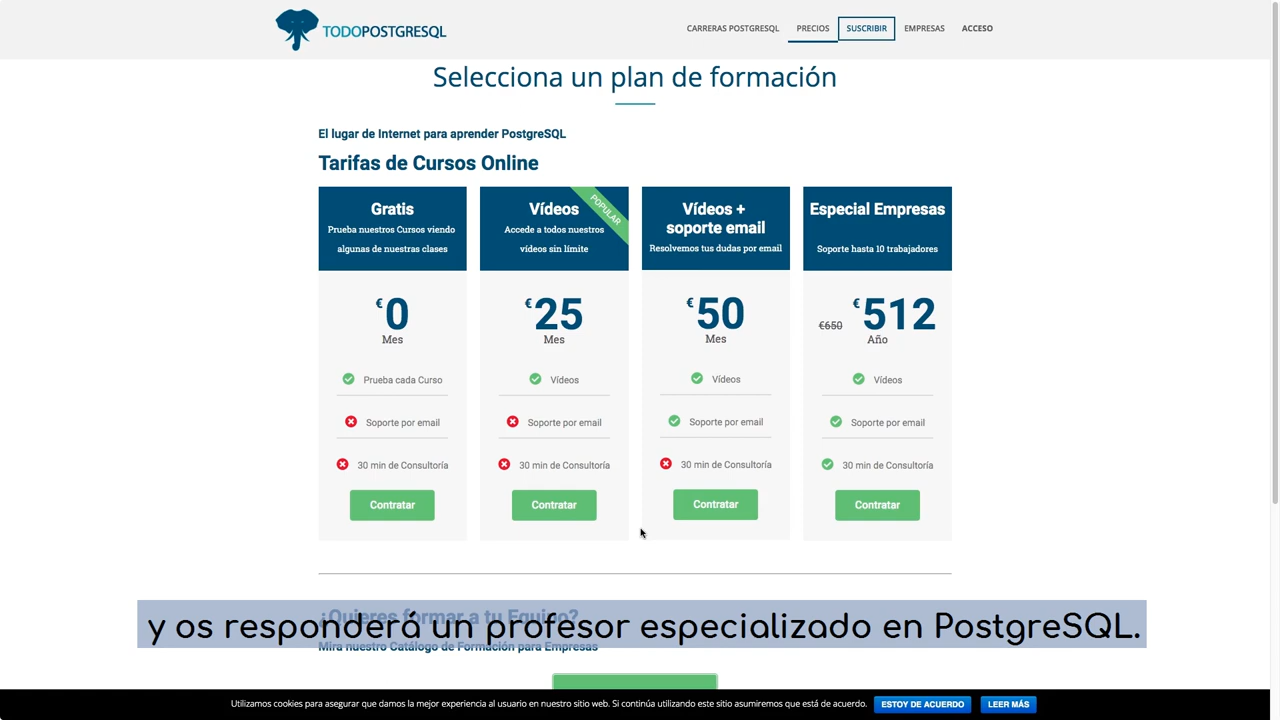 TODOPOSTGRESQL
CARRERAS POSTGRESQL
PRECIOS
SUSCRIBIR
EMPRESAS
ACCESO
Selecciona un plan de formación
El lugar de Internet para aprender PostgreSQL
Tarifas de Cursos Online
Gratis
Prueba nuestros Cursos viendo
algunas de nuestras clases
€0
Mes
Prueba cada Curso
Soporte por email
30 min de Consultoría
Contratar
POPULAR
Vídeos
Accede a todos nuestros
vídeos sin límite
€25
Mes
Vídeos
Soporte por email
30 min de Consultoría
Contratar
Vídeos +
soporte email
Resolvemos tus dudas por email
€50
Mes
Vídeos
Soporte por email
30 min de Consultoría
Contratar
Especial Empresas
Soporte hasta 10 trabajadores
€650 €512
Año
Vídeos
Soporte por email
30 min de Consultoría
Contratar
¿Quieres formar a tu Equipo?
y os responderá un profesor especializado en PostgreSQL.
Mira nuestro Catálogo de Formación para Empresas
Utilizamos cookies para asegurar que damos la mejor experiencia al usuario en nuestro sitio web. Si continúa utilizando este sitio asumiremos que está de acuerdo.
ESTOY DE ACUERDO
LEER MÁS